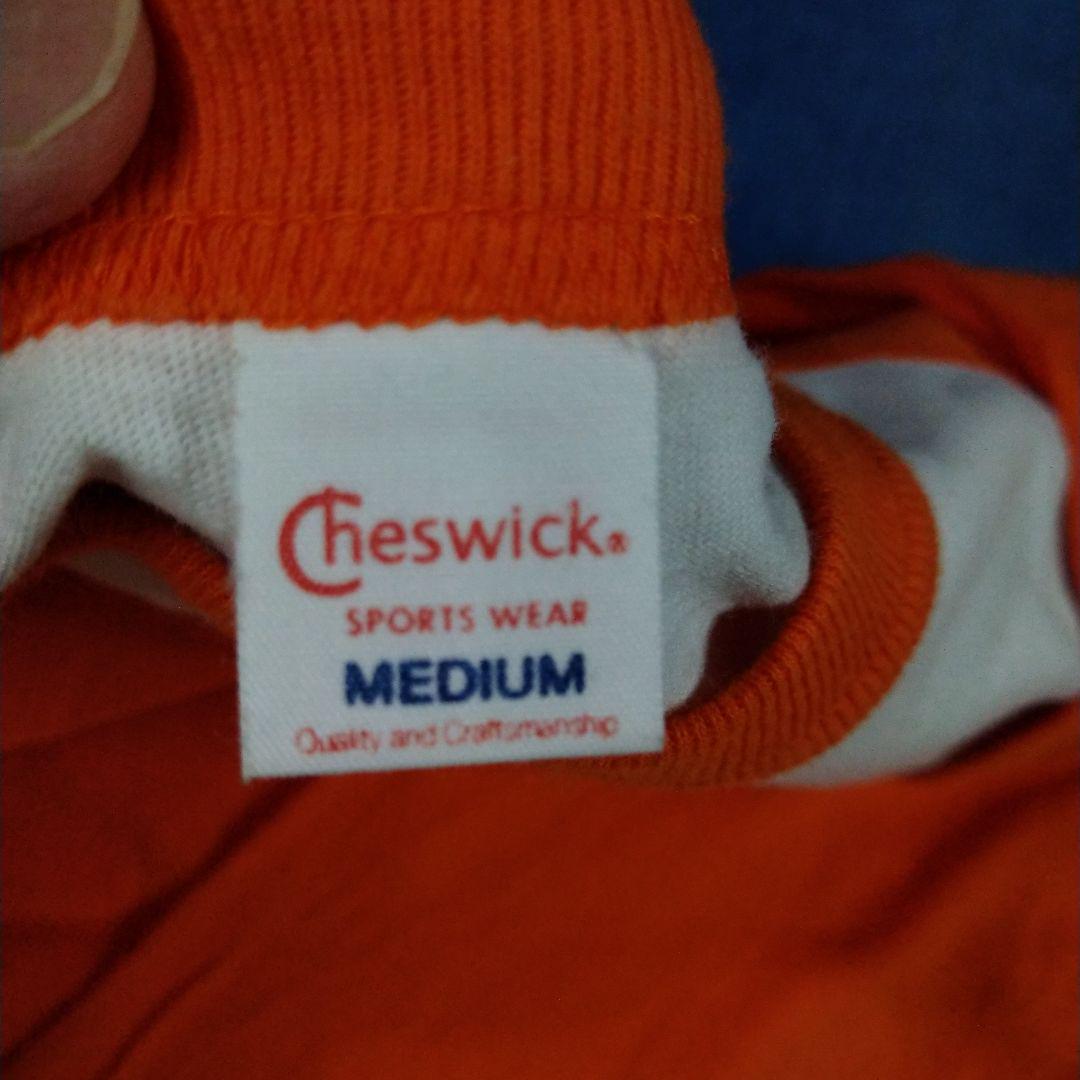 Cheswick®
SPORTS WEAR
MEDIUM
Quality and Craftsmanship